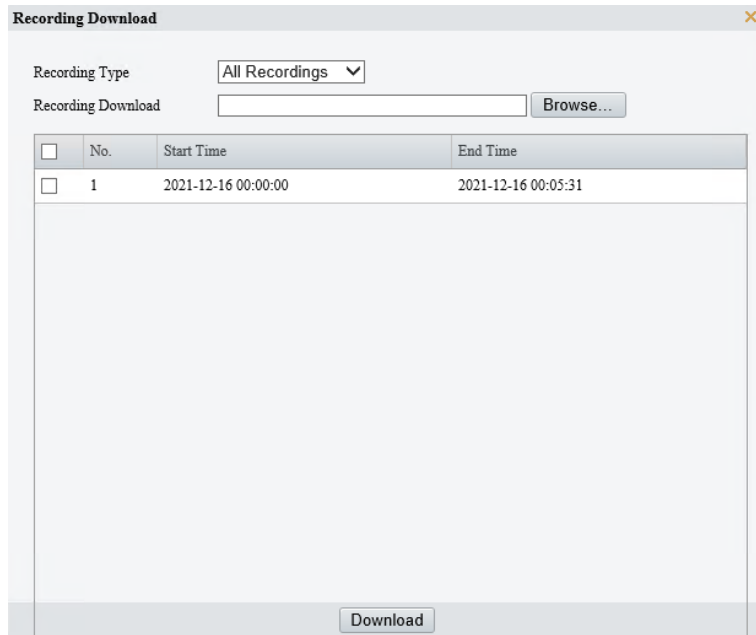 Recording Download
Recording Type All Recordings
Recording Download Browse...
No. Start Time End Time
1 2021-12-16 00:00:00 2021-12-16 00:05:31
Download